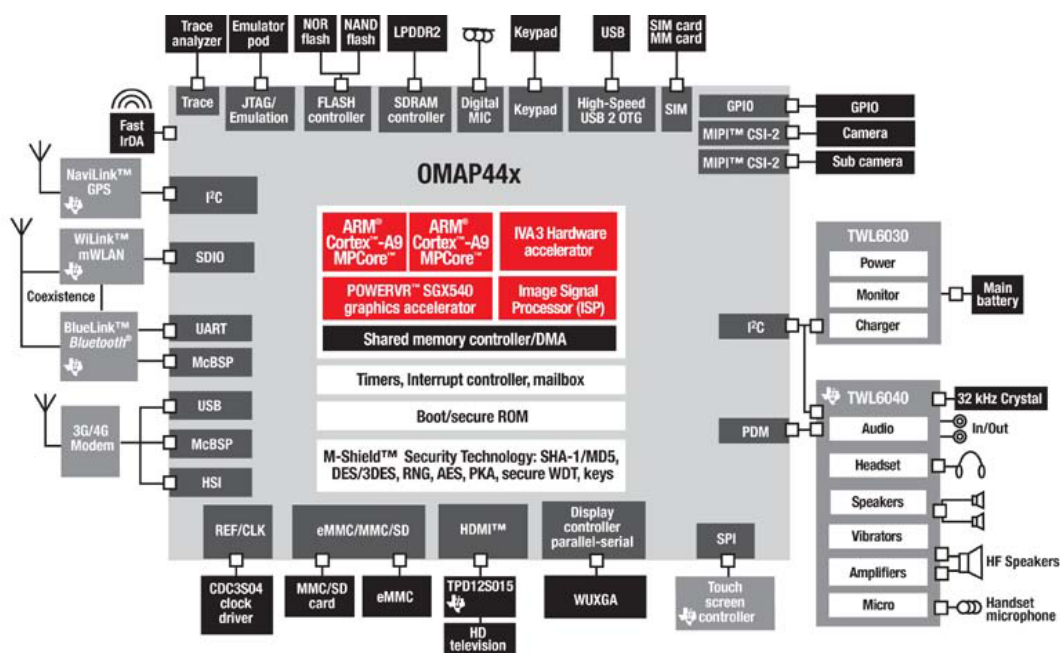 Trace
analyzer
Emulator
pod
NOR
flash
NAND
flash
LPDDR2
Keypad
USB
SIM card
MM card
Trace
JTAG/
Emulation
FLASH
controller
SDRAM
controller
Digital
MIC
Keypad
High-Speed
USB 2 OTG
SIM
GPIO
GPIO
MIPI™ CSI-2
Camera
MIPI™ CSI-2
Sub camera
Fast
IrDA
NaviLink™
GPS
I²C
WiLink™
mWLAN
SDIO
Coexistence
BlueLink™
Bluetooth®
UART
McBSP
3G/4G
Modem
USB
McBSP
HSI
OMAP44x
ARM®
Cortex™-A9
MPCore™
ARM®
Cortex™-A9
MPCore™
IVA3 Hardware
accelerator
POWERVR™ SGX540
graphics accelerator
Image Signal
Processor (ISP)
Shared memory controller/DMA
Timers, Interrupt controller, mailbox
Boot/secure ROM
M-Shield™ Security Technology: SHA-1/MD5,
DES/3DES, RNG, AES, PKA, secure WDT, keys
I²C
PDM
TWL6030
Power
Monitor
Charger
Main
battery
TWL6040
32 kHz Crystal
Audio
In/Out
Headset
Speakers
Vibrators
Amplifiers
HF Speakers
Micro
Handset
microphone
REF/CLK
eMMC/MMC/SD
HDMI™
Display
controller
parallel-serial
SPI
CDC3S04
clock
driver
MMC/SD
card
eMMC
TPD12S015
HD
television
WUXGA
Touch
screen
controller